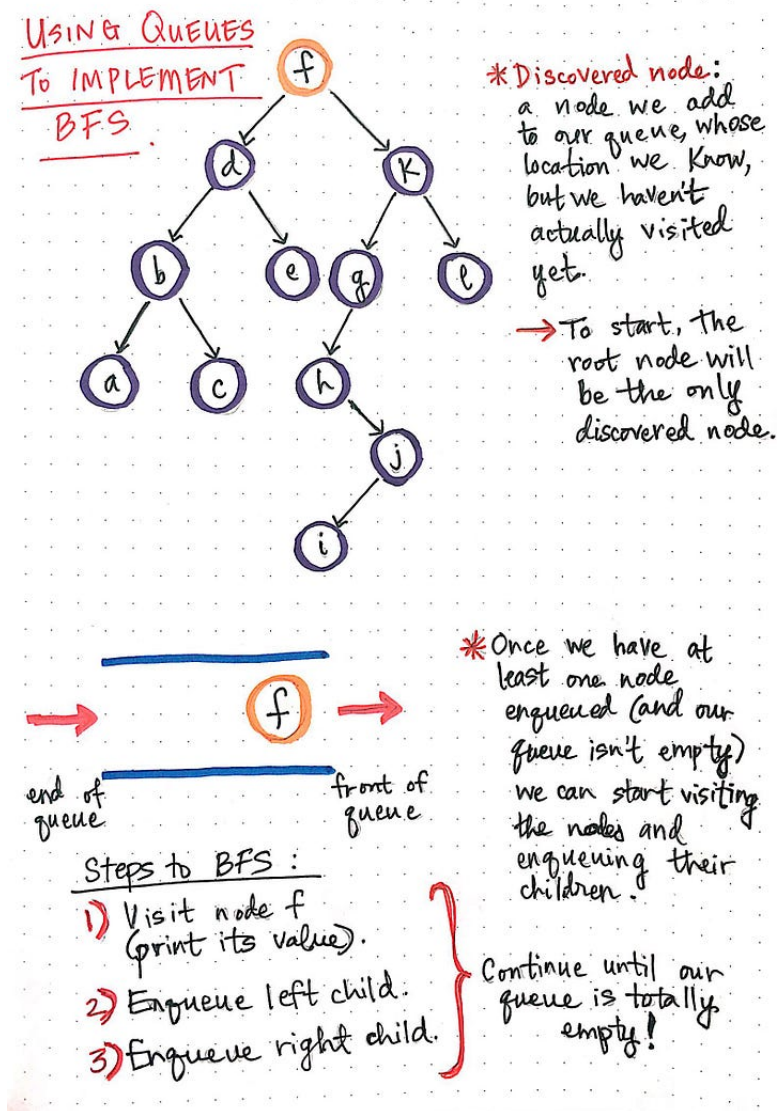 USING QUEUES
TO IMPLEMENT
BFS.
f
d
k
b
e
g
l
a
c
h
j
i
* Discovered node:
a node we add
to our queue, whose
location we know,
but we haven't
actually visited
yet.
→ To start, the
root node will
be the only
discovered node.
f
end of
queue
front of
queue
* Once we have at
least one node
enqueued (and our
queue isn't empty)
we can start visiting
the nodes and
enqueuing their
children.
Steps to BFS:
1) Visit node f
(print its value).
2) Enqueue left child.
3) Enqueue right child.
Continue until our
queue is totally
empty!